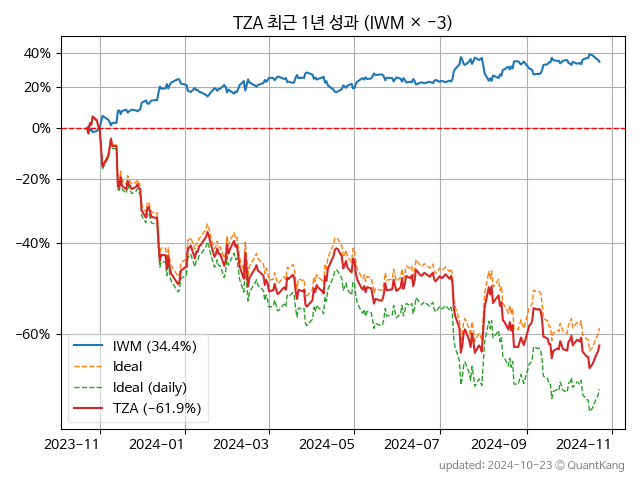 TZA 최근 1년 성과 (IWM × −3)
40%
20%
0%
−20%
−40%
−60%
IWM (34.4%)
Ideal
Ideal (daily)
TZA (−61.9%)
2023-11 2024-01 2024-03 2024-05 2024-07 2024-09 2024-11
updated: 2024-10-23 © QuantKang